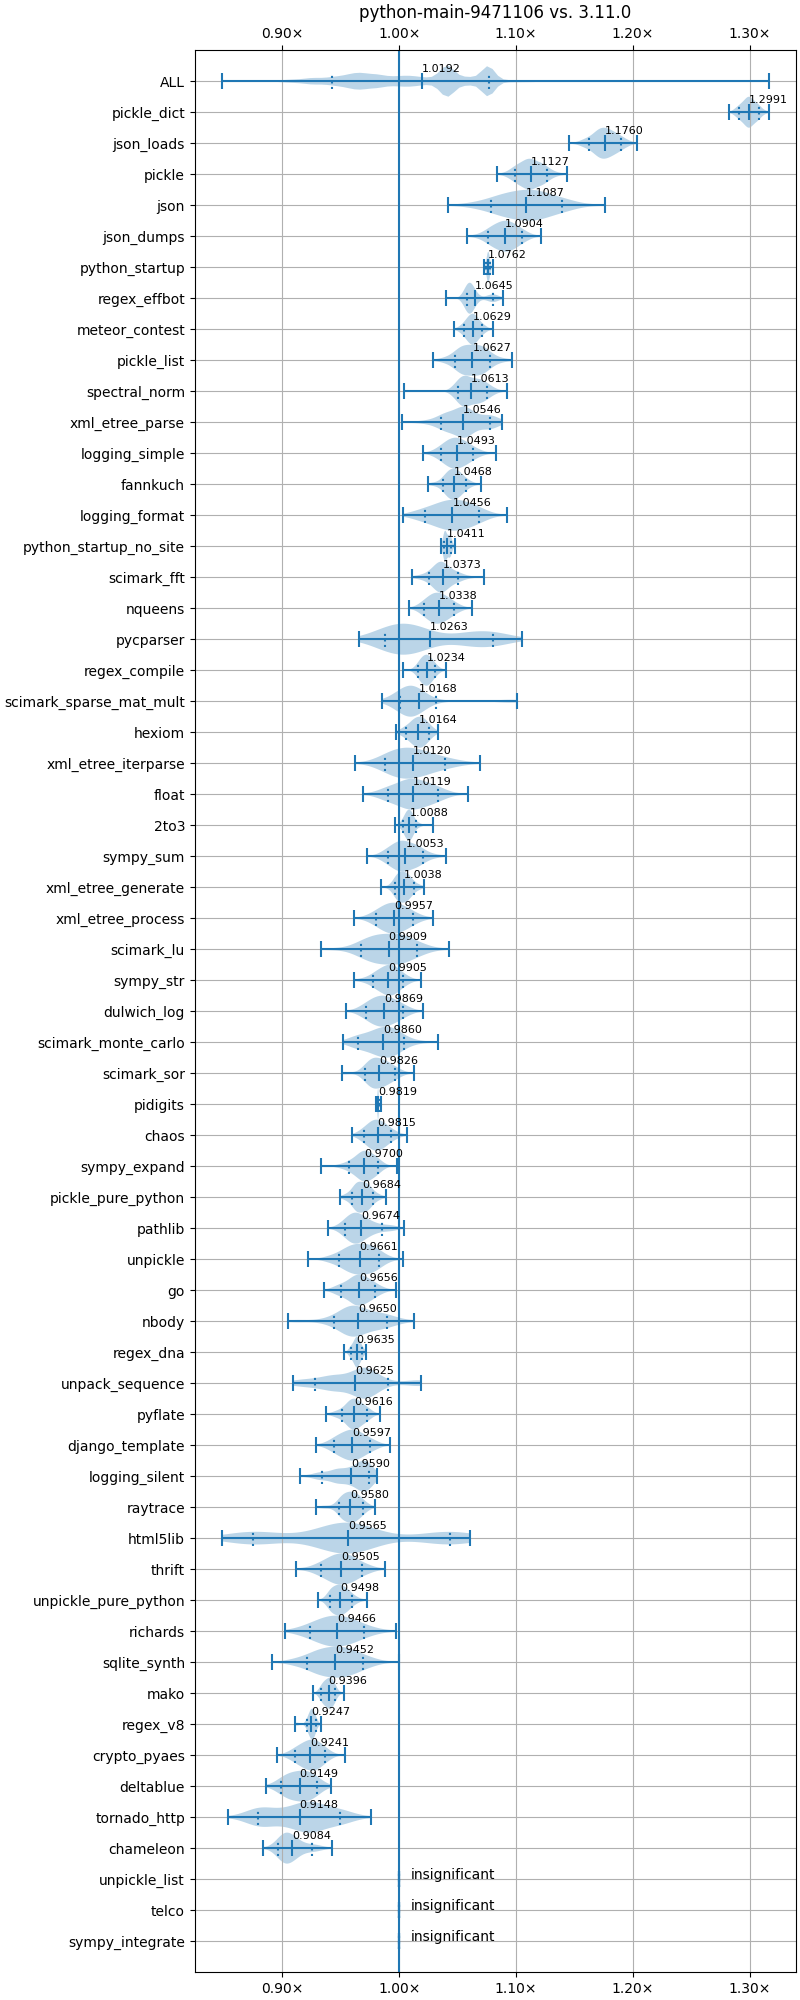 python-main-9471106 vs. 3.11.0
0.90× 1.00× 1.10× 1.20× 1.30×
ALL 1.0192
pickle_dict 1.2991
json_loads 1.1760
pickle 1.1127
json 1.1087
json_dumps 1.0904
python_startup 1.0762
regex_effbot 1.0645
meteor_contest 1.0629
pickle_list 1.0627
spectral_norm 1.0613
xml_etree_parse 1.0546
logging_simple 1.0493
fannkuch 1.0468
logging_format 1.0456
python_startup_no_site 1.0411
scimark_fft 1.0373
nqueens 1.0338
pycparser 1.0263
regex_compile 1.0234
scimark_sparse_mat_mult 1.0168
hexiom 1.0164
xml_etree_iterparse 1.0120
float 1.0119
2to3 1.0088
sympy_sum 1.0053
xml_etree_generate 1.0038
xml_etree_process 0.9957
scimark_lu 0.9909
sympy_str 0.9905
dulwich_log 0.9869
scimark_monte_carlo 0.9860
scimark_sor 0.9826
pidigits 0.9819
chaos 0.9815
sympy_expand 0.9700
pickle_pure_python 0.9684
pathlib 0.9674
unpickle 0.9661
go 0.9656
nbody 0.9650
regex_dna 0.9635
unpack_sequence 0.9625
pyflate 0.9616
django_template 0.9597
logging_silent 0.9590
raytrace 0.9580
html5lib 0.9565
thrift 0.9505
unpickle_pure_python 0.9498
richards 0.9466
sqlite_synth 0.9452
mako 0.9396
regex_v8 0.9247
crypto_pyaes 0.9241
deltablue 0.9149
tornado_http 0.9148
chameleon 0.9084
unpickle_list insignificant
telco insignificant
sympy_integrate insignificant
0.90× 1.00× 1.10× 1.20× 1.30×